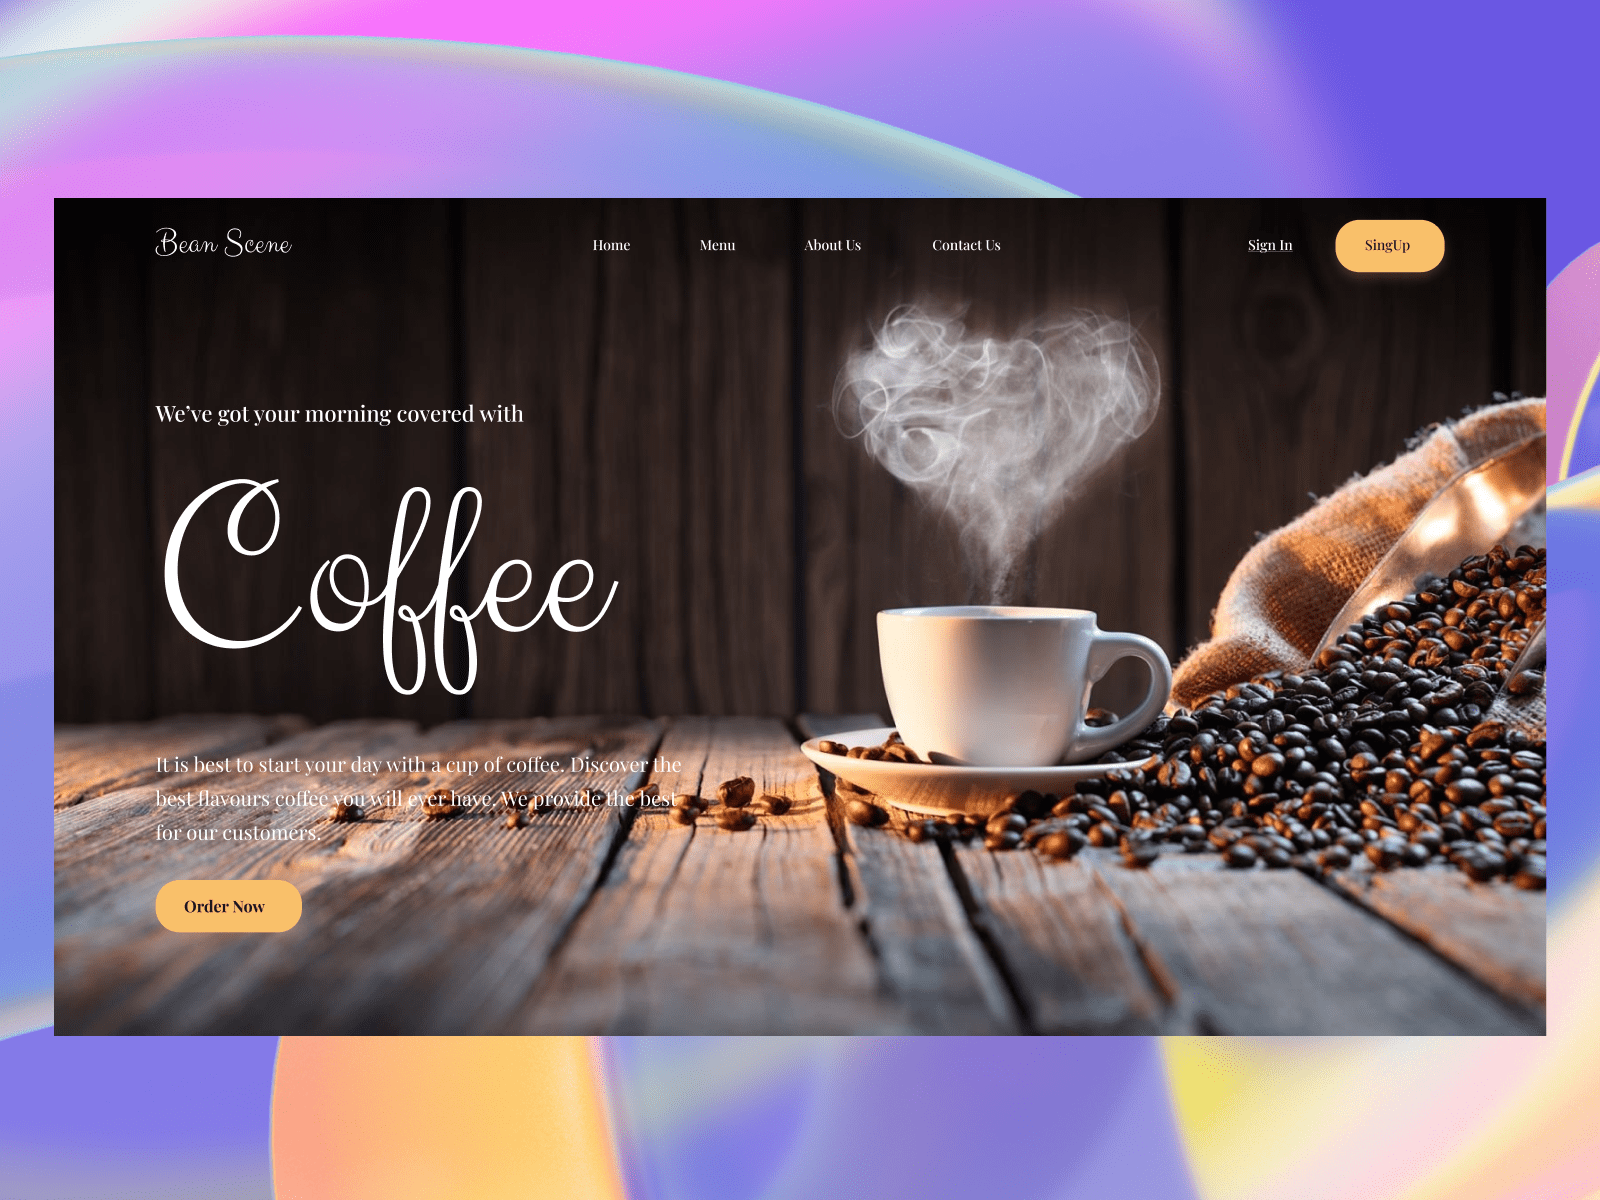 Bean Scene
Home Menu About Us Contact Us Sign In SingUp
We’ve got your morning covered with
Coffee
It is best to start your day with a cup of coffee. Discover the
best flavours coffee you will ever have. We provide the best
for our customers.
Order Now